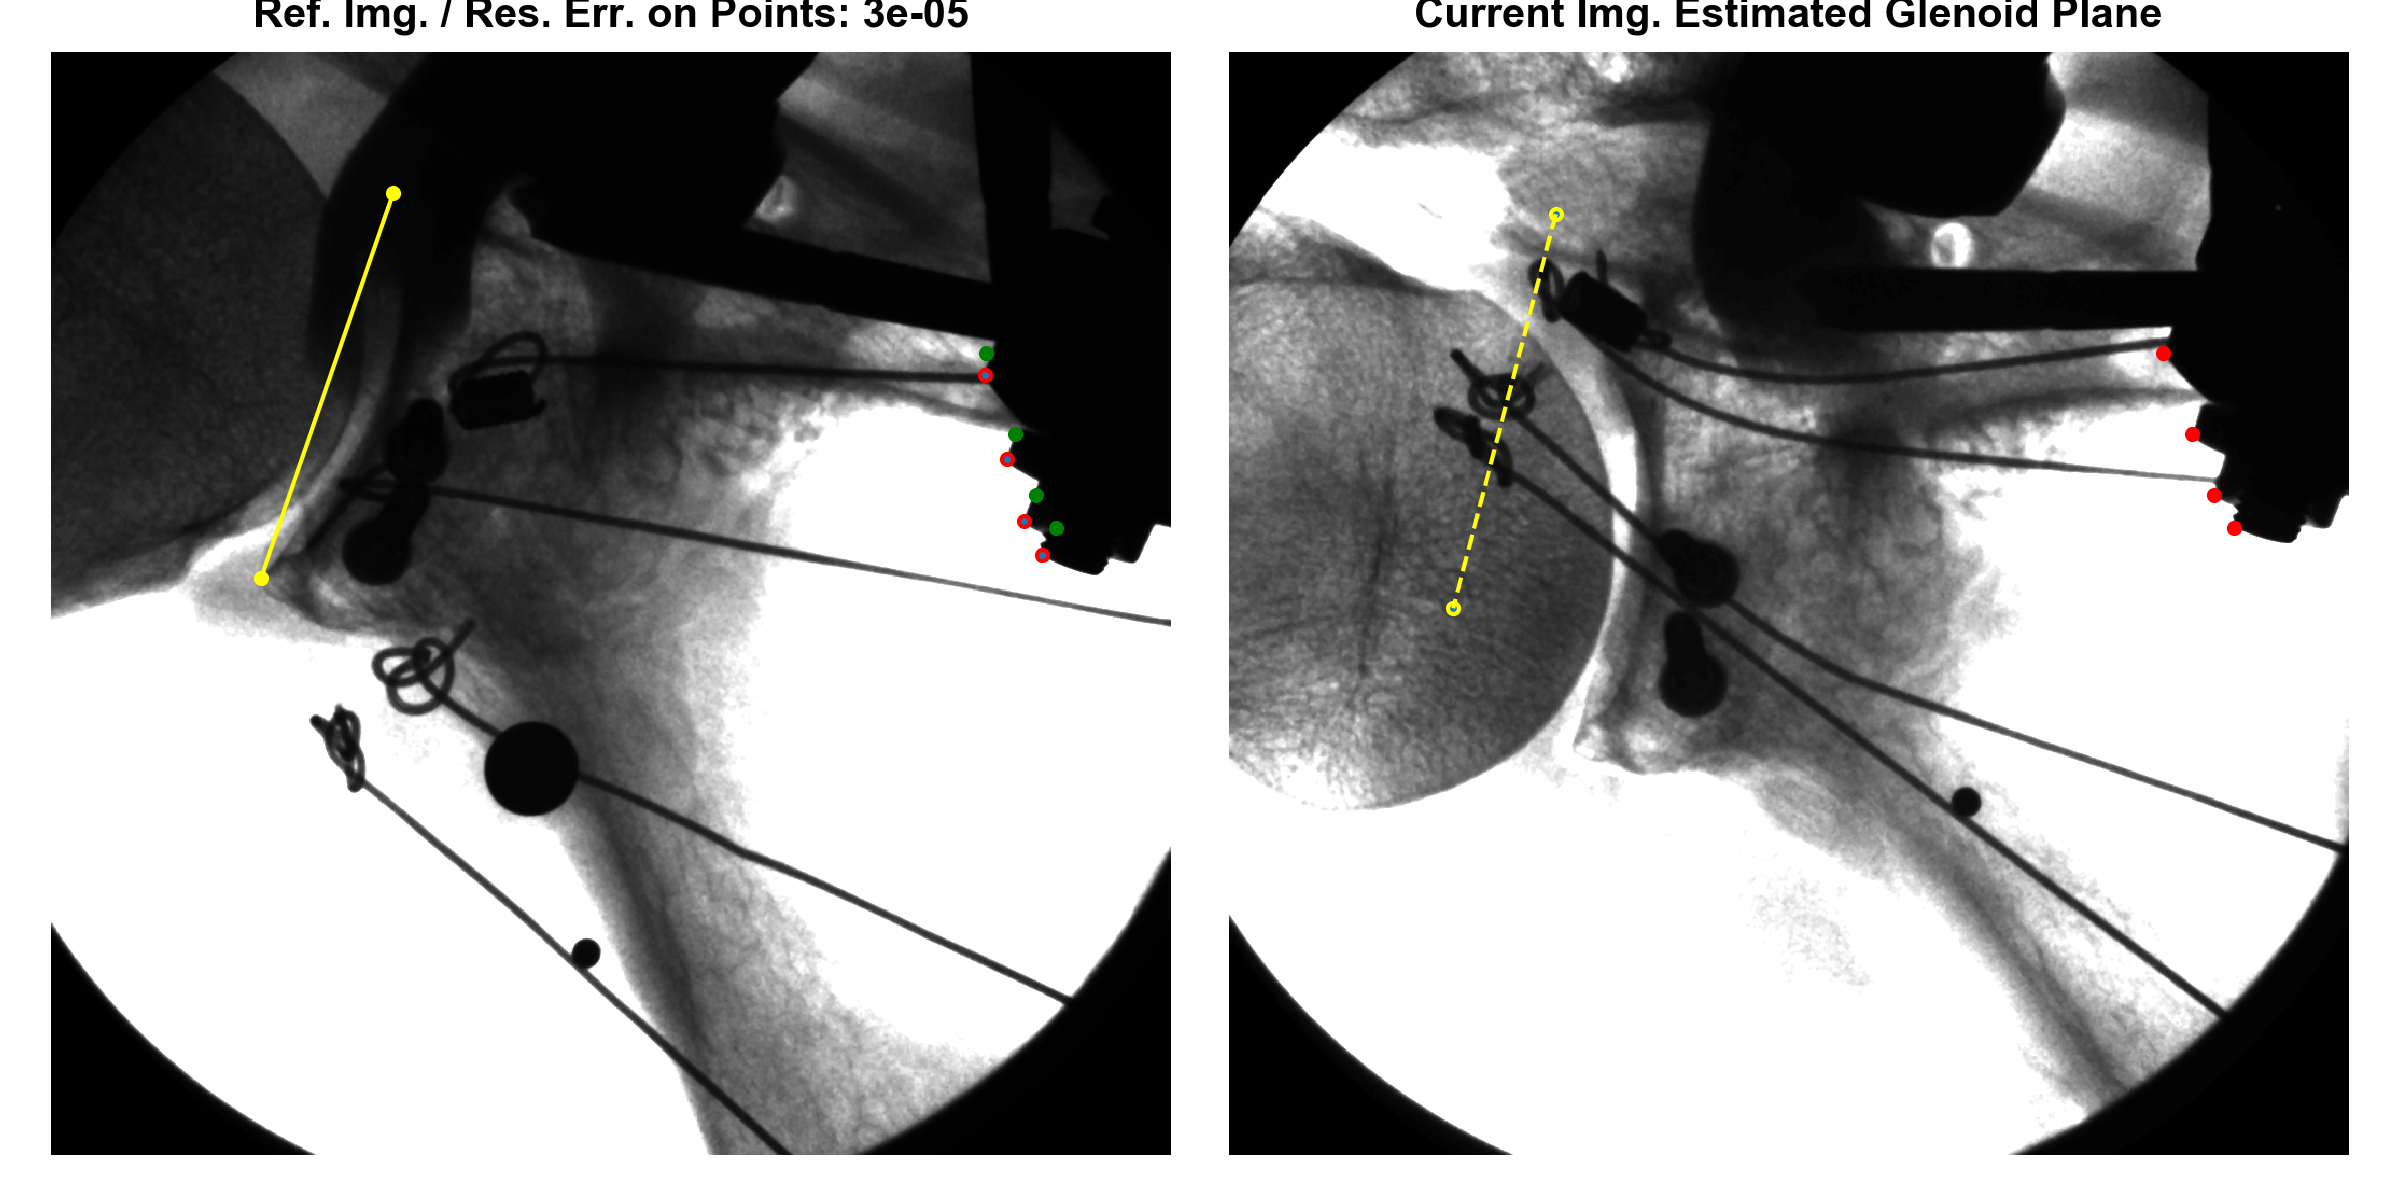 Ref. Img. / Res. Err. on Points: 3e-05
Current Img. Estimated Glenoid Plane